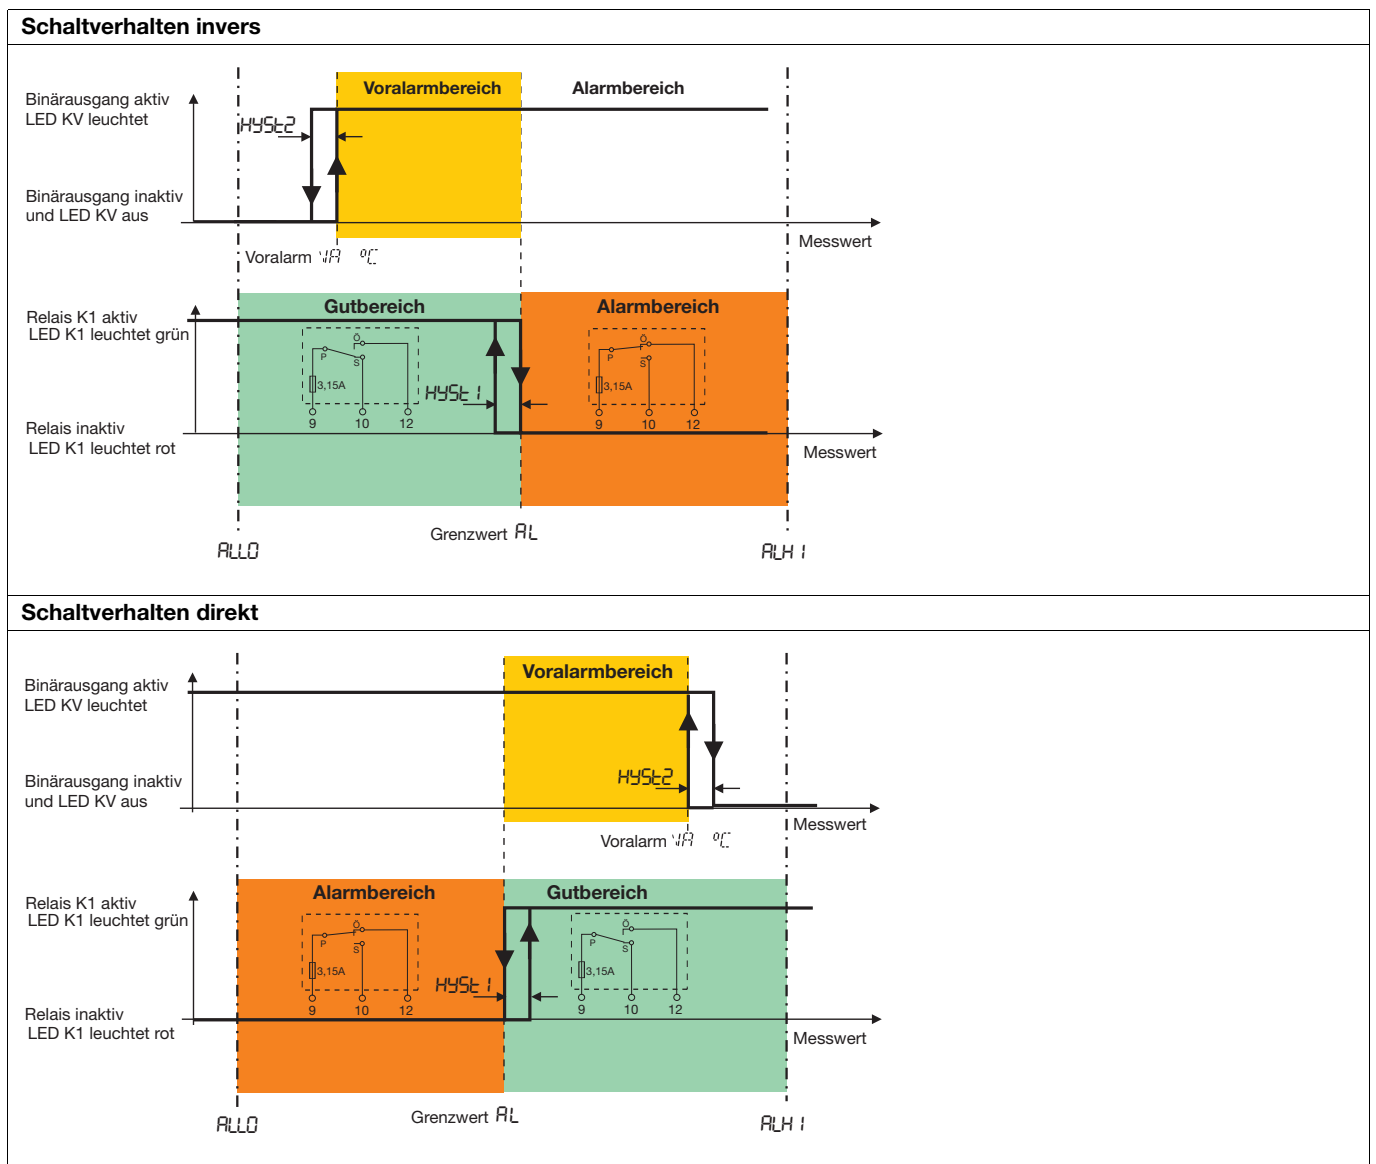 Schaltverhalten invers
Voralarmbereich Alarmbereich
Binärausgang aktiv
LED KV leuchtet
HYSt2
Binärausgang inaktiv
und LED KV aus
Messwert
Voralarm VA °C
Gutbereich Alarmbereich
Relais K1 aktiv
LED K1 leuchtet grün
Ö Ö
P S P S
3,15A 3,15A
HYSt1
9 10 12 9 10 12
Relais inaktiv
LED K1 leuchtet rot
Messwert
Grenzwert AL
ALLO ALHI
Schaltverhalten direkt
Voralarmbereich
Binärausgang aktiv
LED KV leuchtet
HYSt2
Binärausgang inaktiv
und LED KV aus
Messwert
Voralarm VA °C
Alarmbereich Gutbereich
Relais K1 aktiv
LED K1 leuchtet grün
Ö Ö
P S P S
3,15A 3,15A
HYSt1
9 10 12 9 10 12
Relais inaktiv
LED K1 leuchtet rot
Messwert
Grenzwert AL
ALLO ALHI